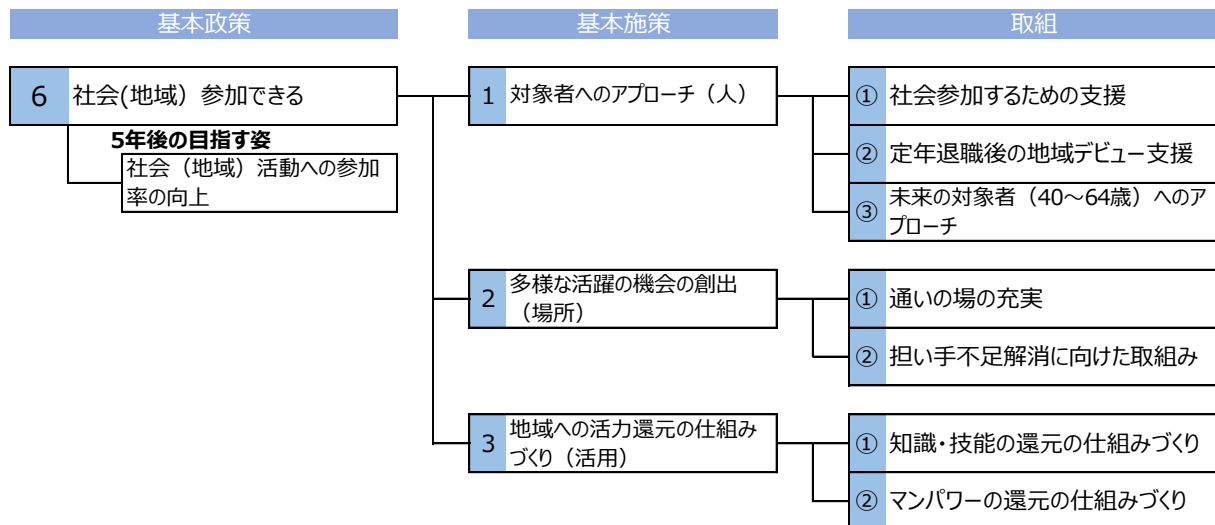 基本政策
基本施策
取組
6 社会(地域)参加できる
5年後の目指す姿
社会(地域)活動への参加
率の向上
1 対象者へのアプローチ(人)
① 社会参加するための支援
② 定年退職後の地域デビュー支援
③ 未来の対象者(40~64歳)へのア
プローチ
2 多様な活躍の機会の創出
(場所)
① 通いの場の充実
② 担い手不足解消に向けた取組み
3 地域への活力還元の仕組み
づくり(活用)
① 知識・技能の還元の仕組みづくり
② マンパワーの還元の仕組みづくり